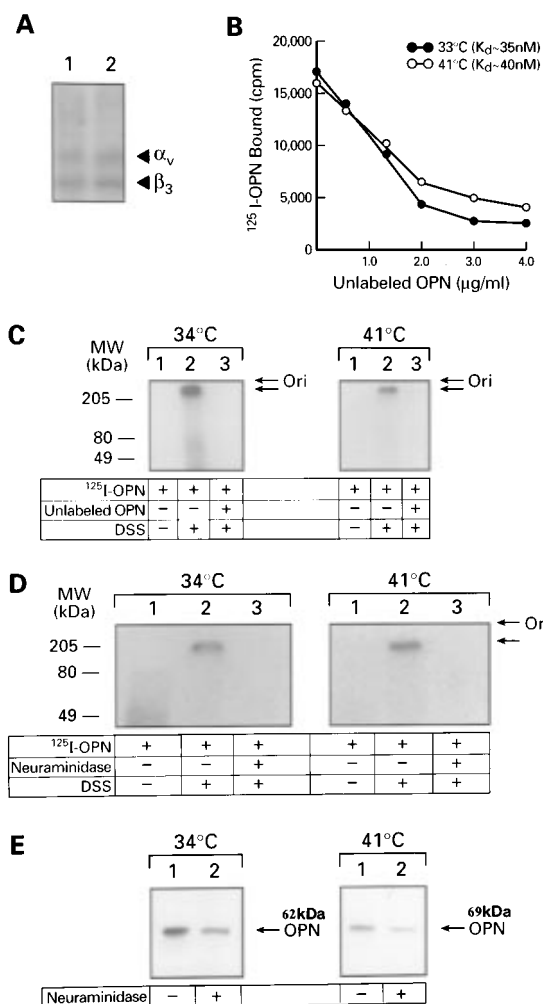 A
1 2
αv
β3
B
¹²⁵I-OPN Bound (cpm)
20,000
15,000
10,000
5,000
0
33°C (Kd~35nM)
41°C (Kd~40nM)
1.0 2.0 3.0 4.0
Unlabeled OPN (μg/ml)
C
34°C 41°C
MW (kDa)
1 2 3 1 2 3
Ori
205
80
49
¹²⁵I-OPN + + + + + +
Unlabeled OPN − − + − − +
DSS − + + − + +
D
34°C 41°C
MW (kDa)
1 2 3 1 2 3
Ori
205
80
49
¹²⁵I-OPN + + + + + +
Neuraminidase − − + − − +
DSS − + + − + +
E
34°C 41°C
1 2 1 2
62kDa OPN
69kDa OPN
Neuraminidase − + − +